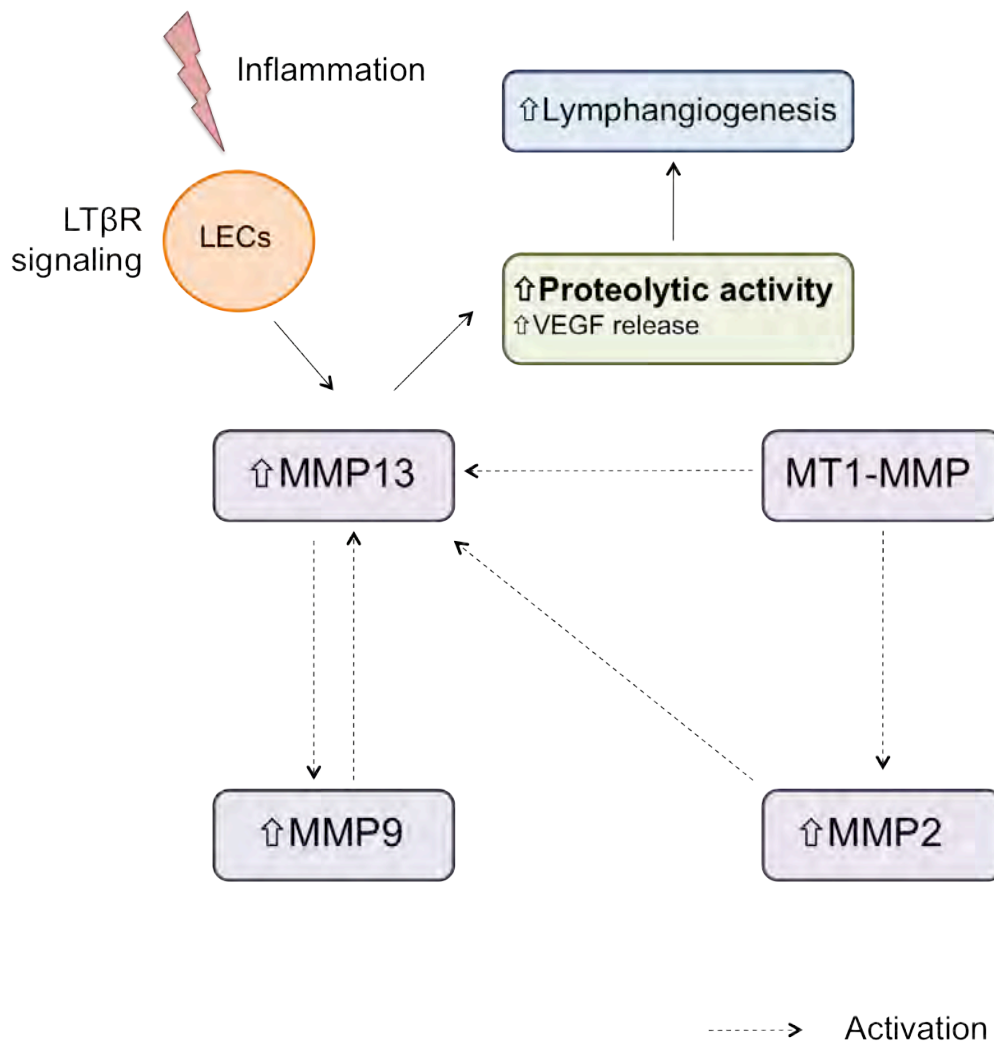 Inflammation
⇧Lymphangiogenesis
LTβR
signaling
LECs
⇧Proteolytic activity
⇧VEGF release
⇧MMP13
MT1-MMP
⇧MMP9
⇧MMP2
Activation